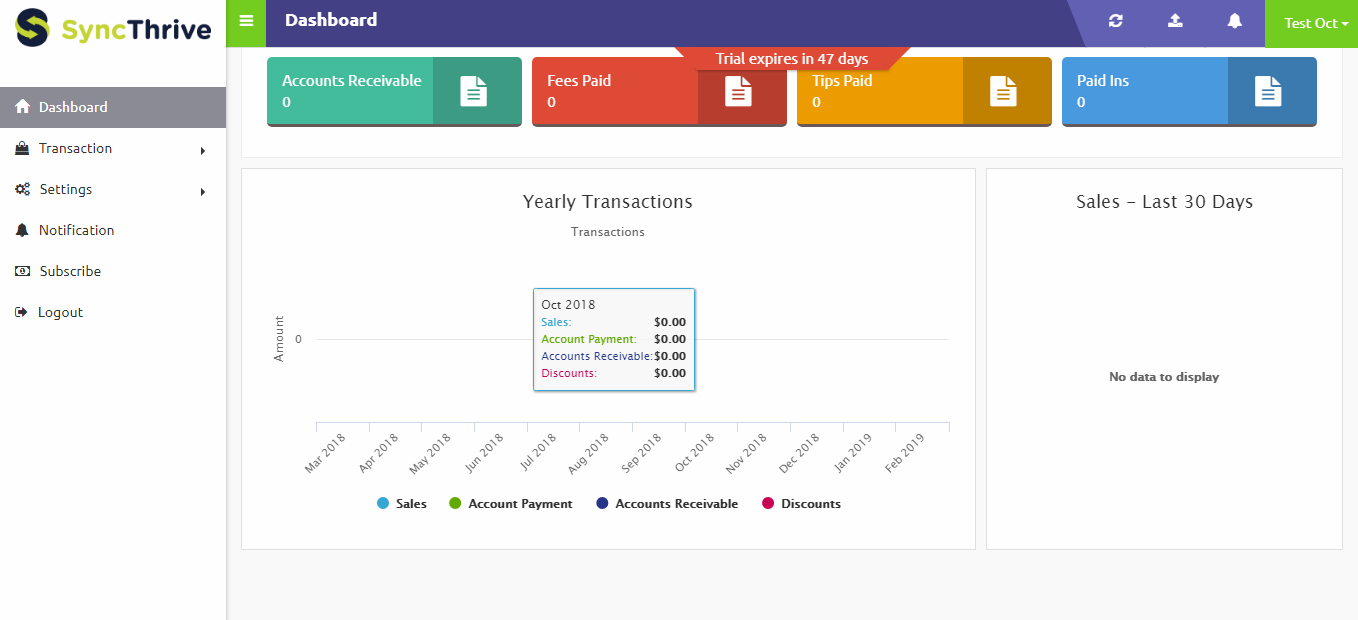 SyncThrive
Dashboard
Test Oct
Trial expires in 47 days
Accounts Receivable
0
Fees Paid
0
Tips Paid
0
Paid Ins
0
Dashboard
Transaction
Settings
Notification
Subscribe
Logout
Yearly Transactions
Transactions
Amount
0
Oct 2018
Sales: $0.00
Account Payment: $0.00
Accounts Receivable: $0.00
Discounts: $0.00
Mar 2018 Apr 2018 May 2018 Jun 2018 Jul 2018 Aug 2018 Sep 2018 Oct 2018 Nov 2018 Dec 2018 Jan 2019 Feb 2019
Sales Account Payment Accounts Receivable Discounts
Sales - Last 30 Days
No data to display